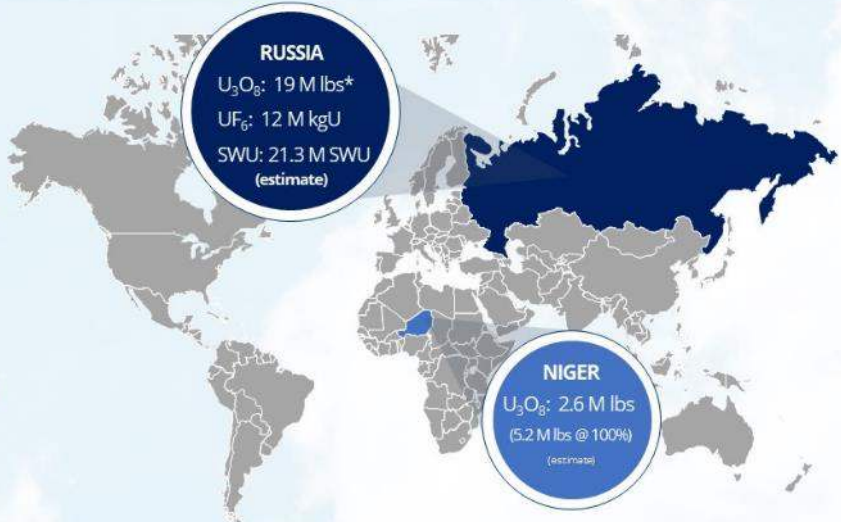 RUSSIA
U₃O₈: 19 M lbs*
UF₆: 12 M kgU
SWU: 21.3 M SWU
(estimate)
NIGER
U₃O₈: 2.6 M lbs
(5.2 M lbs @ 100%)
(estimate)